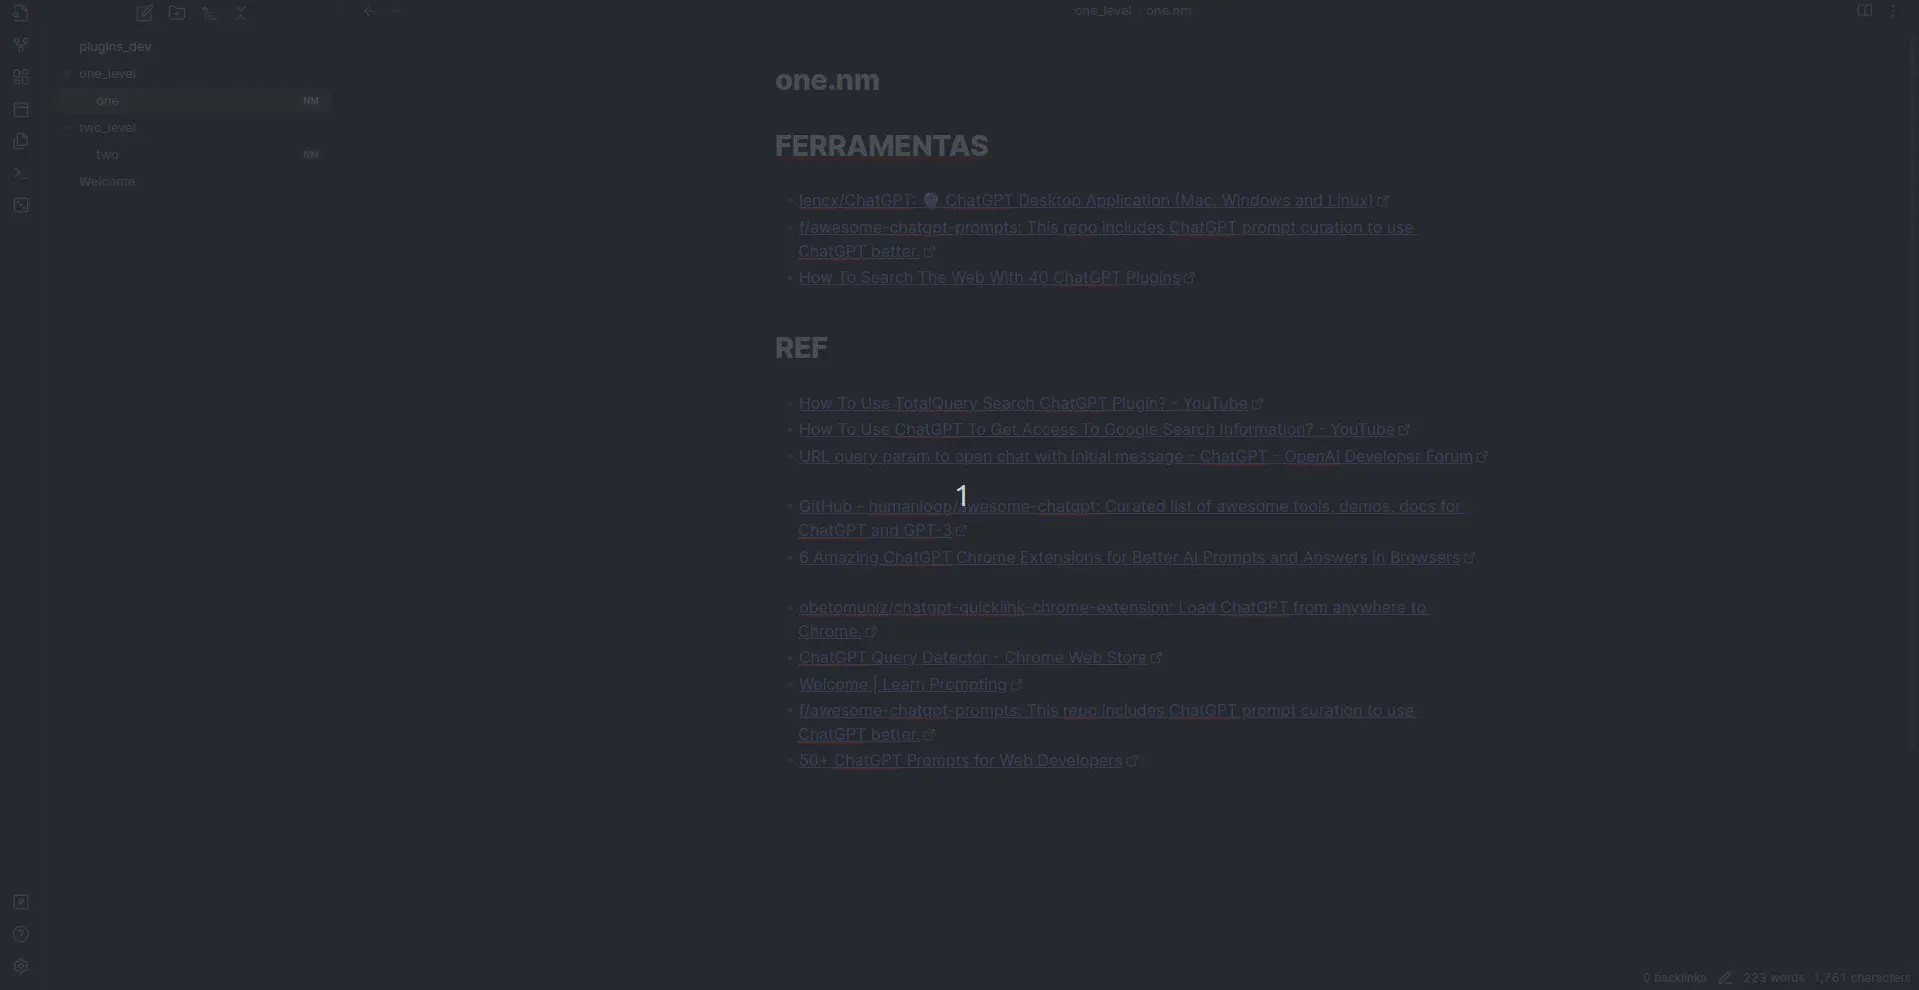 one_level / one.nm
plugins_dev
one_level
one NM
two_level
two NM
Welcome
one.nm
FERRAMENTAS
lencx/ChatGPT: 🔮 ChatGPT Desktop Application (Mac, Windows and Linux)
f/awesome-chatgpt-prompts: This repo includes ChatGPT prompt curation to use
ChatGPT better.
How To Search The Web With 40 ChatGPT Plugins
REF
How To Use TotalQuery Search ChatGPT Plugin? - YouTube
How To Use ChatGPT To Get Access To Google Search Information? - YouTube
URL query param to open chat with initial message - ChatGPT - OpenAI Developer Forum
1
GitHub - humanloop/awesome-chatgpt: Curated list of awesome tools, demos, docs for
ChatGPT and GPT-3
6 Amazing ChatGPT Chrome Extensions for Better AI Prompts and Answers in Browsers
obetomuniz/chatgpt-quicklink-chrome-extension: Load ChatGPT from anywhere to
Chrome.
ChatGPT Query Detector - Chrome Web Store
Welcome | Learn Prompting
f/awesome-chatgpt-prompts: This repo includes ChatGPT prompt curation to use
ChatGPT better.
50+ ChatGPT Prompts for Web Developers
0 backlinks 223 words 1,761 characters